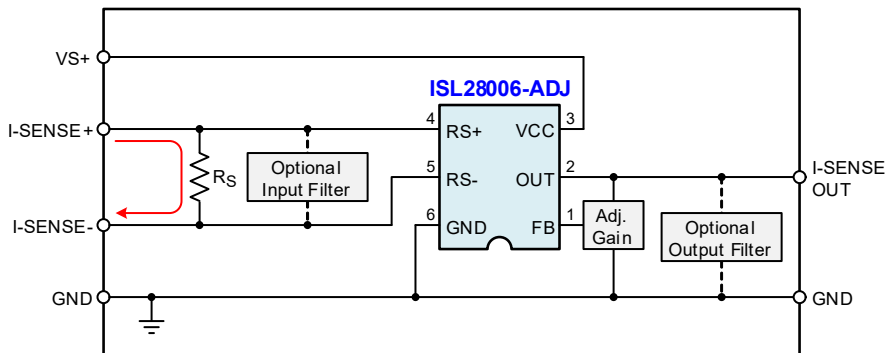 VS+
ISL28006-ADJ
I-SENSE+
4
RS+
VCC
3
Optional
Input Filter
RS
5
RS-
OUT
2
I-SENSE
OUT
I-SENSE-
6
GND
FB
1
Adj.
Gain
Optional
Output Filter
GND
GND